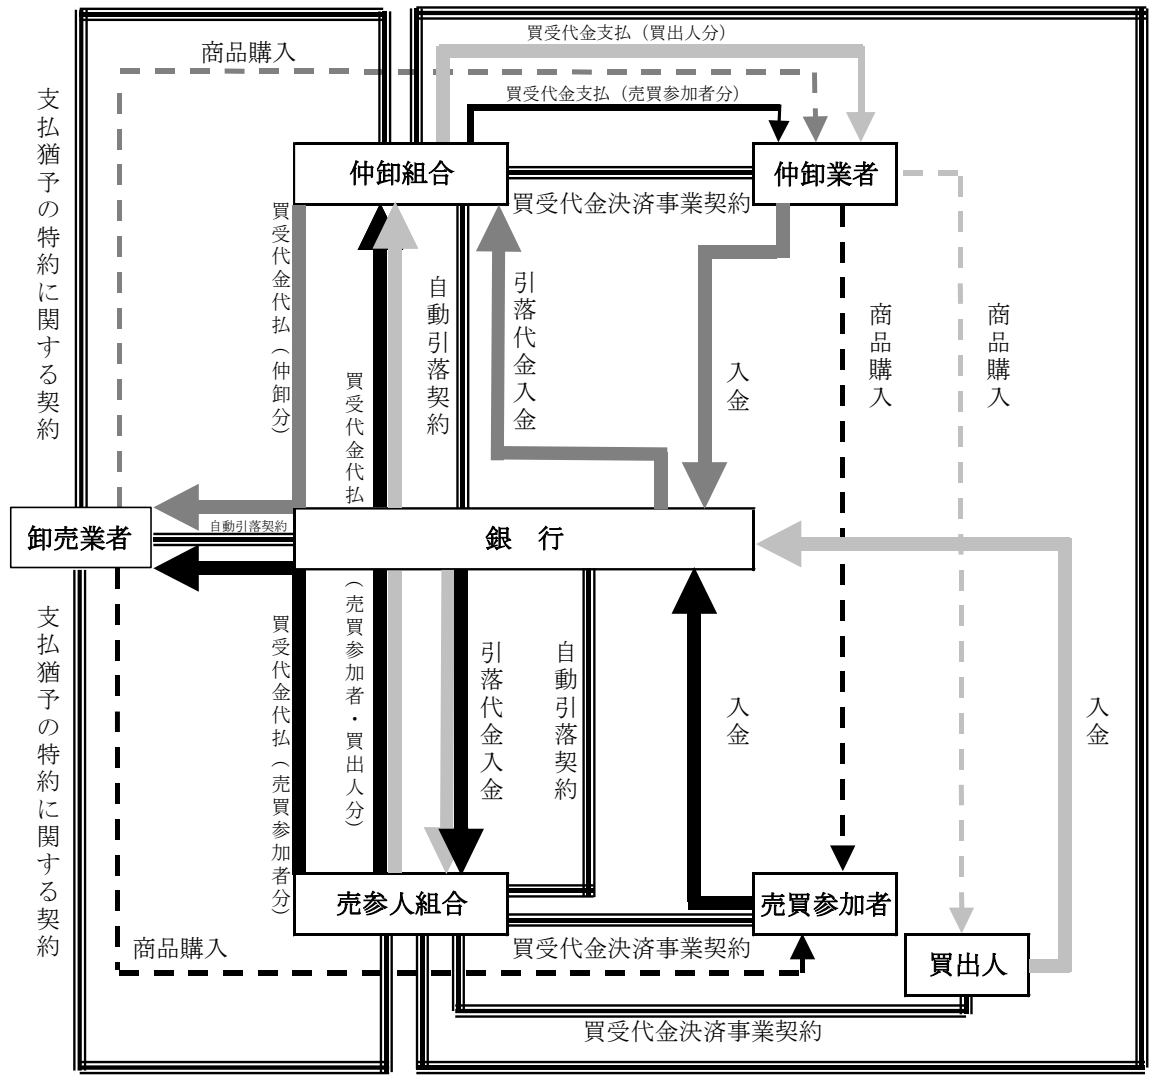 買受代金支払（買出人分）
商品購入
買受代金支払（売買参加者分）
支払猶予の特約に関する契約
仲卸組合
仲卸業者
買受代金決済事業契約
買受代金代払（仲卸分）
自動引落契約
引落代金入金
入金
商品購入
商品購入
買受代金代払（売買参加者・買出人分）
卸売業者
自動引落契約
銀　行
支払猶予の特約に関する契約
買受代金代払（売買参加者分）
引落代金入金
自動引落契約
入金
入金
売参人組合
売買参加者
商品購入
買受代金決済事業契約
買出人
買受代金決済事業契約